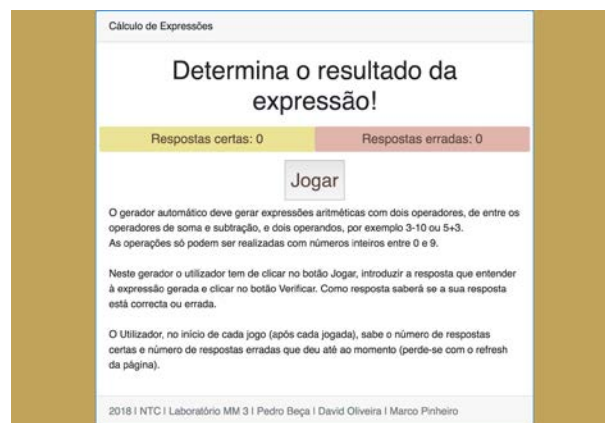 Cálculo de Expressões
Determina o resultado da
expressão!
Respostas certas: 0
Respostas erradas: 0
Jogar
O gerador automático deve gerar expressões aritméticas com dois operadores, de entre os
operadores de soma e subtração, e dois operandos, por exemplo 3-10 ou 5+3.
As operações só podem ser realizadas com números inteiros entre 0 e 9.
Neste gerador o utilizador tem de clicar no botão Jogar, introduzir a resposta que entender
à expressão gerada e clicar no botão Verificar. Como resposta saberá se a sua resposta
está correcta ou errada.
O Utilizador, no início de cada jogo (após cada jogada), sabe o número de respostas
certas e número de respostas erradas que deu até ao momento (perde-se com o refresh
da página).
2018 | NTC | Laboratório MM 3 | Pedro Beça | David Oliveira | Marco Pinheiro